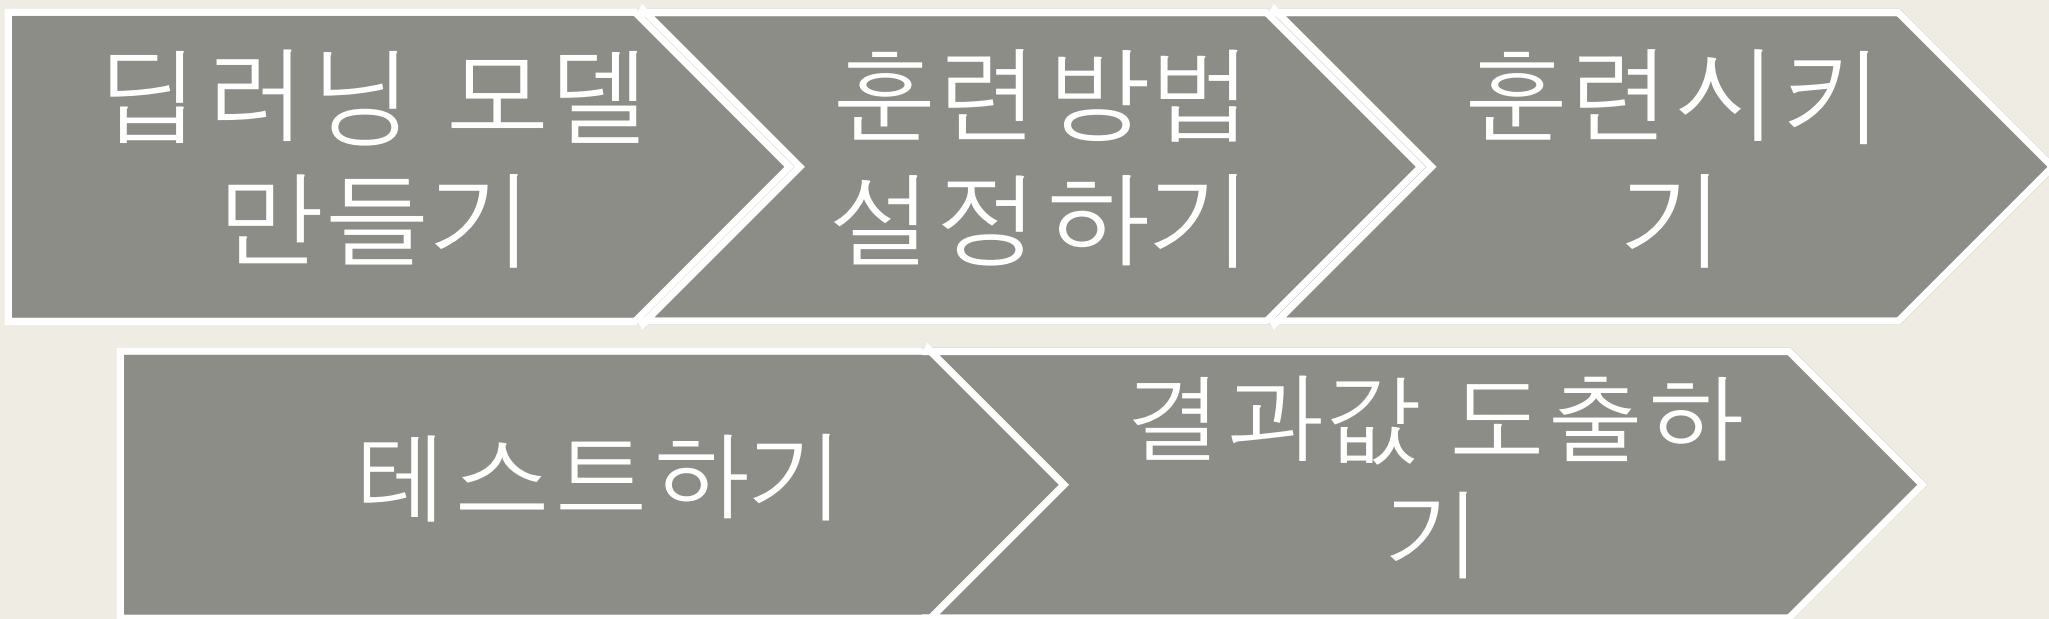 딥러닝 모델
만들기
훈련방법
설정하기
훈련시키
기
테스트하기
결과값 도출하
기